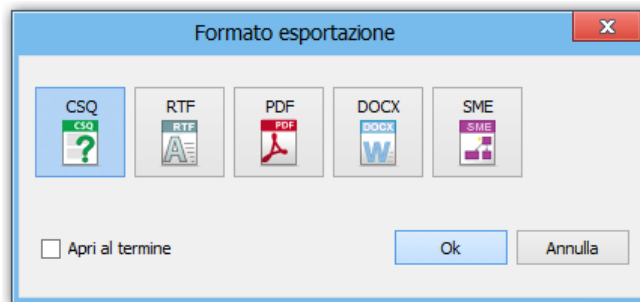 Formato esportazione
x
CSQ RTF PDF DOCX SME
CSQ RTF PDF DOCX SME
? A W
Apri al termine Ok Annulla